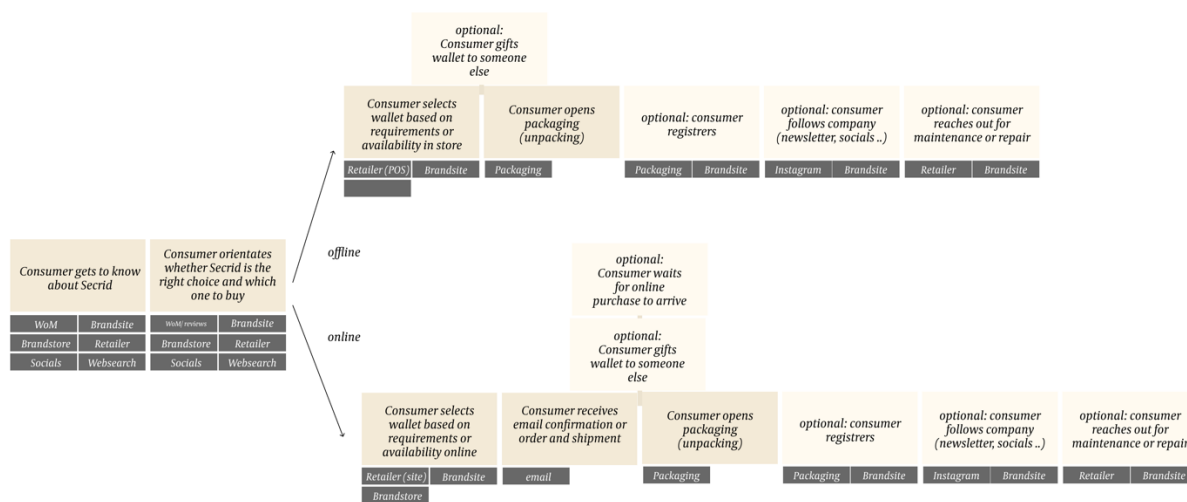 optional:
Consumer gifts
wallet to someone
else
Consumer selects
wallet based on
requirements or
availability in store
Consumer opens
packaging
(unpacking)
optional: consumer
registrers
optional: consumer
follows company
(newsletter, socials ..)
optional: consumer
reaches out for
maintenance or repair
Retailer (POS)
Brandsite
Packaging
Packaging
Brandsite
Instagram
Brandsite
Retailer
Brandsite
offline
Consumer gets to know
about Secrid
Consumer orientates
whether Secrid is the
right choice and which
one to buy
WoM
Brandsite
WoM/ reviews
Brandsite
Brandstore
Retailer
Brandstore
Retailer
Socials
Websearch
Socials
Websearch
online
optional:
Consumer waits
for online
purchase to arrive
optional:
Consumer gifts
wallet to someone
else
Consumer selects
wallet based on
requirements or
availability online
Consumer receives
email confirmation or
order and shipment
Consumer opens
packaging
(unpacking)
optional: consumer
registrers
optional: consumer
follows company
(newsletter, socials ..)
optional: consumer
reaches out for
maintenance or repair
Retailer (site)
Brandsite
email
Packaging
Packaging
Brandsite
Instagram
Brandsite
Retailer
Brandsite
Brandstore